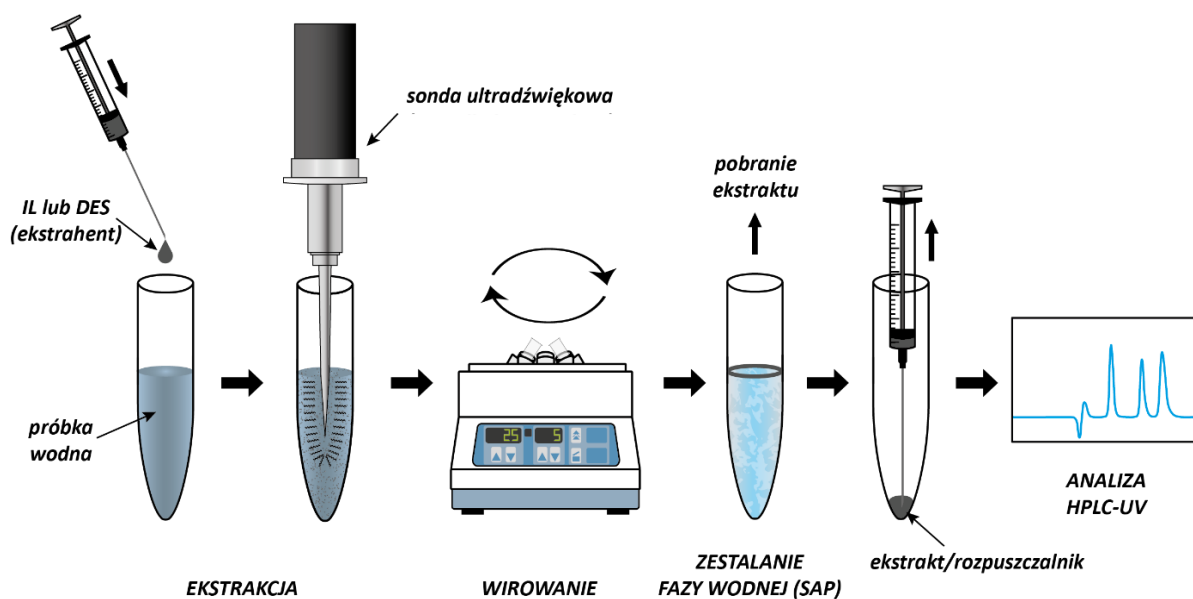 sonda ultradźwiękowa
IL lub DES
(ekstrahent)
próbka
wodna
25 5
pobranie
ekstraktu
ekstrakt/rozpuszczalnik
EKSTRAKCJA
WIROWANIE
ZESTALANIE
FAZY WODNEJ (SAP)
ANALIZA
HPLC-UV